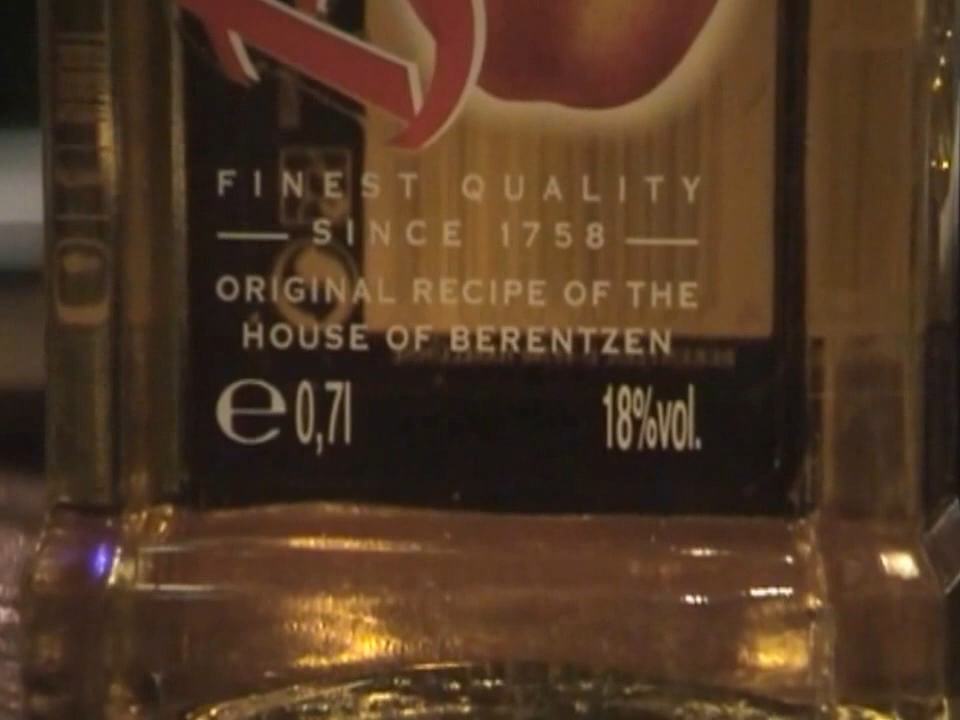 FINEST QUALITY
SINCE 1758
ORIGINAL RECIPE OF THE
HOUSE OF BERENTZEN
e 0,7l 18%vol.